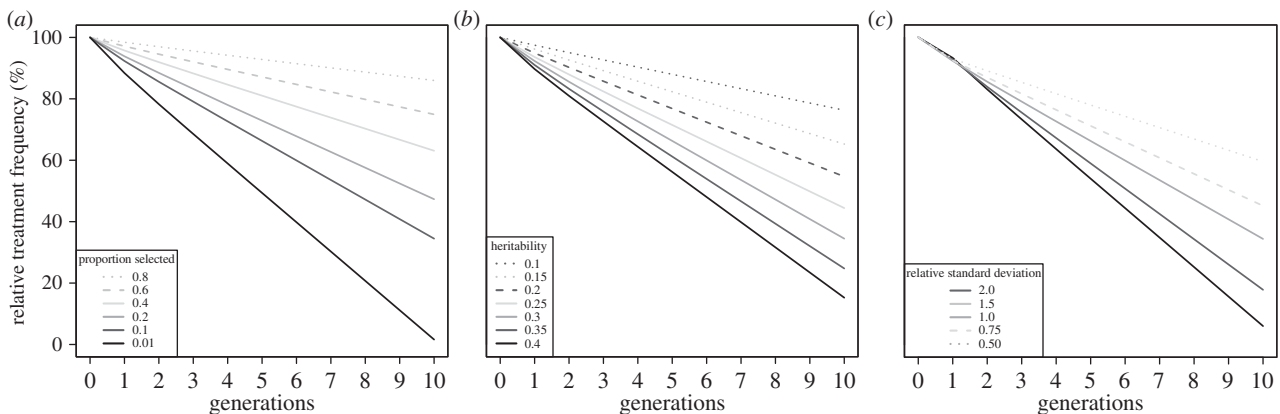 (a)
(b)
(c)
relative treatment frequency (%)
100
80
60
40
20
0
proportion selected
0.8
0.6
0.4
0.2
0.1
0.01
0 1 2 3 4 5 6 7 8 9 10
generations
heritability
0.1
0.15
0.2
0.25
0.3
0.35
0.4
0 1 2 3 4 5 6 7 8 9 10
generations
relative standard deviation
2.0
1.5
1.0
0.75
0.50
0 1 2 3 4 5 6 7 8 9 10
generations